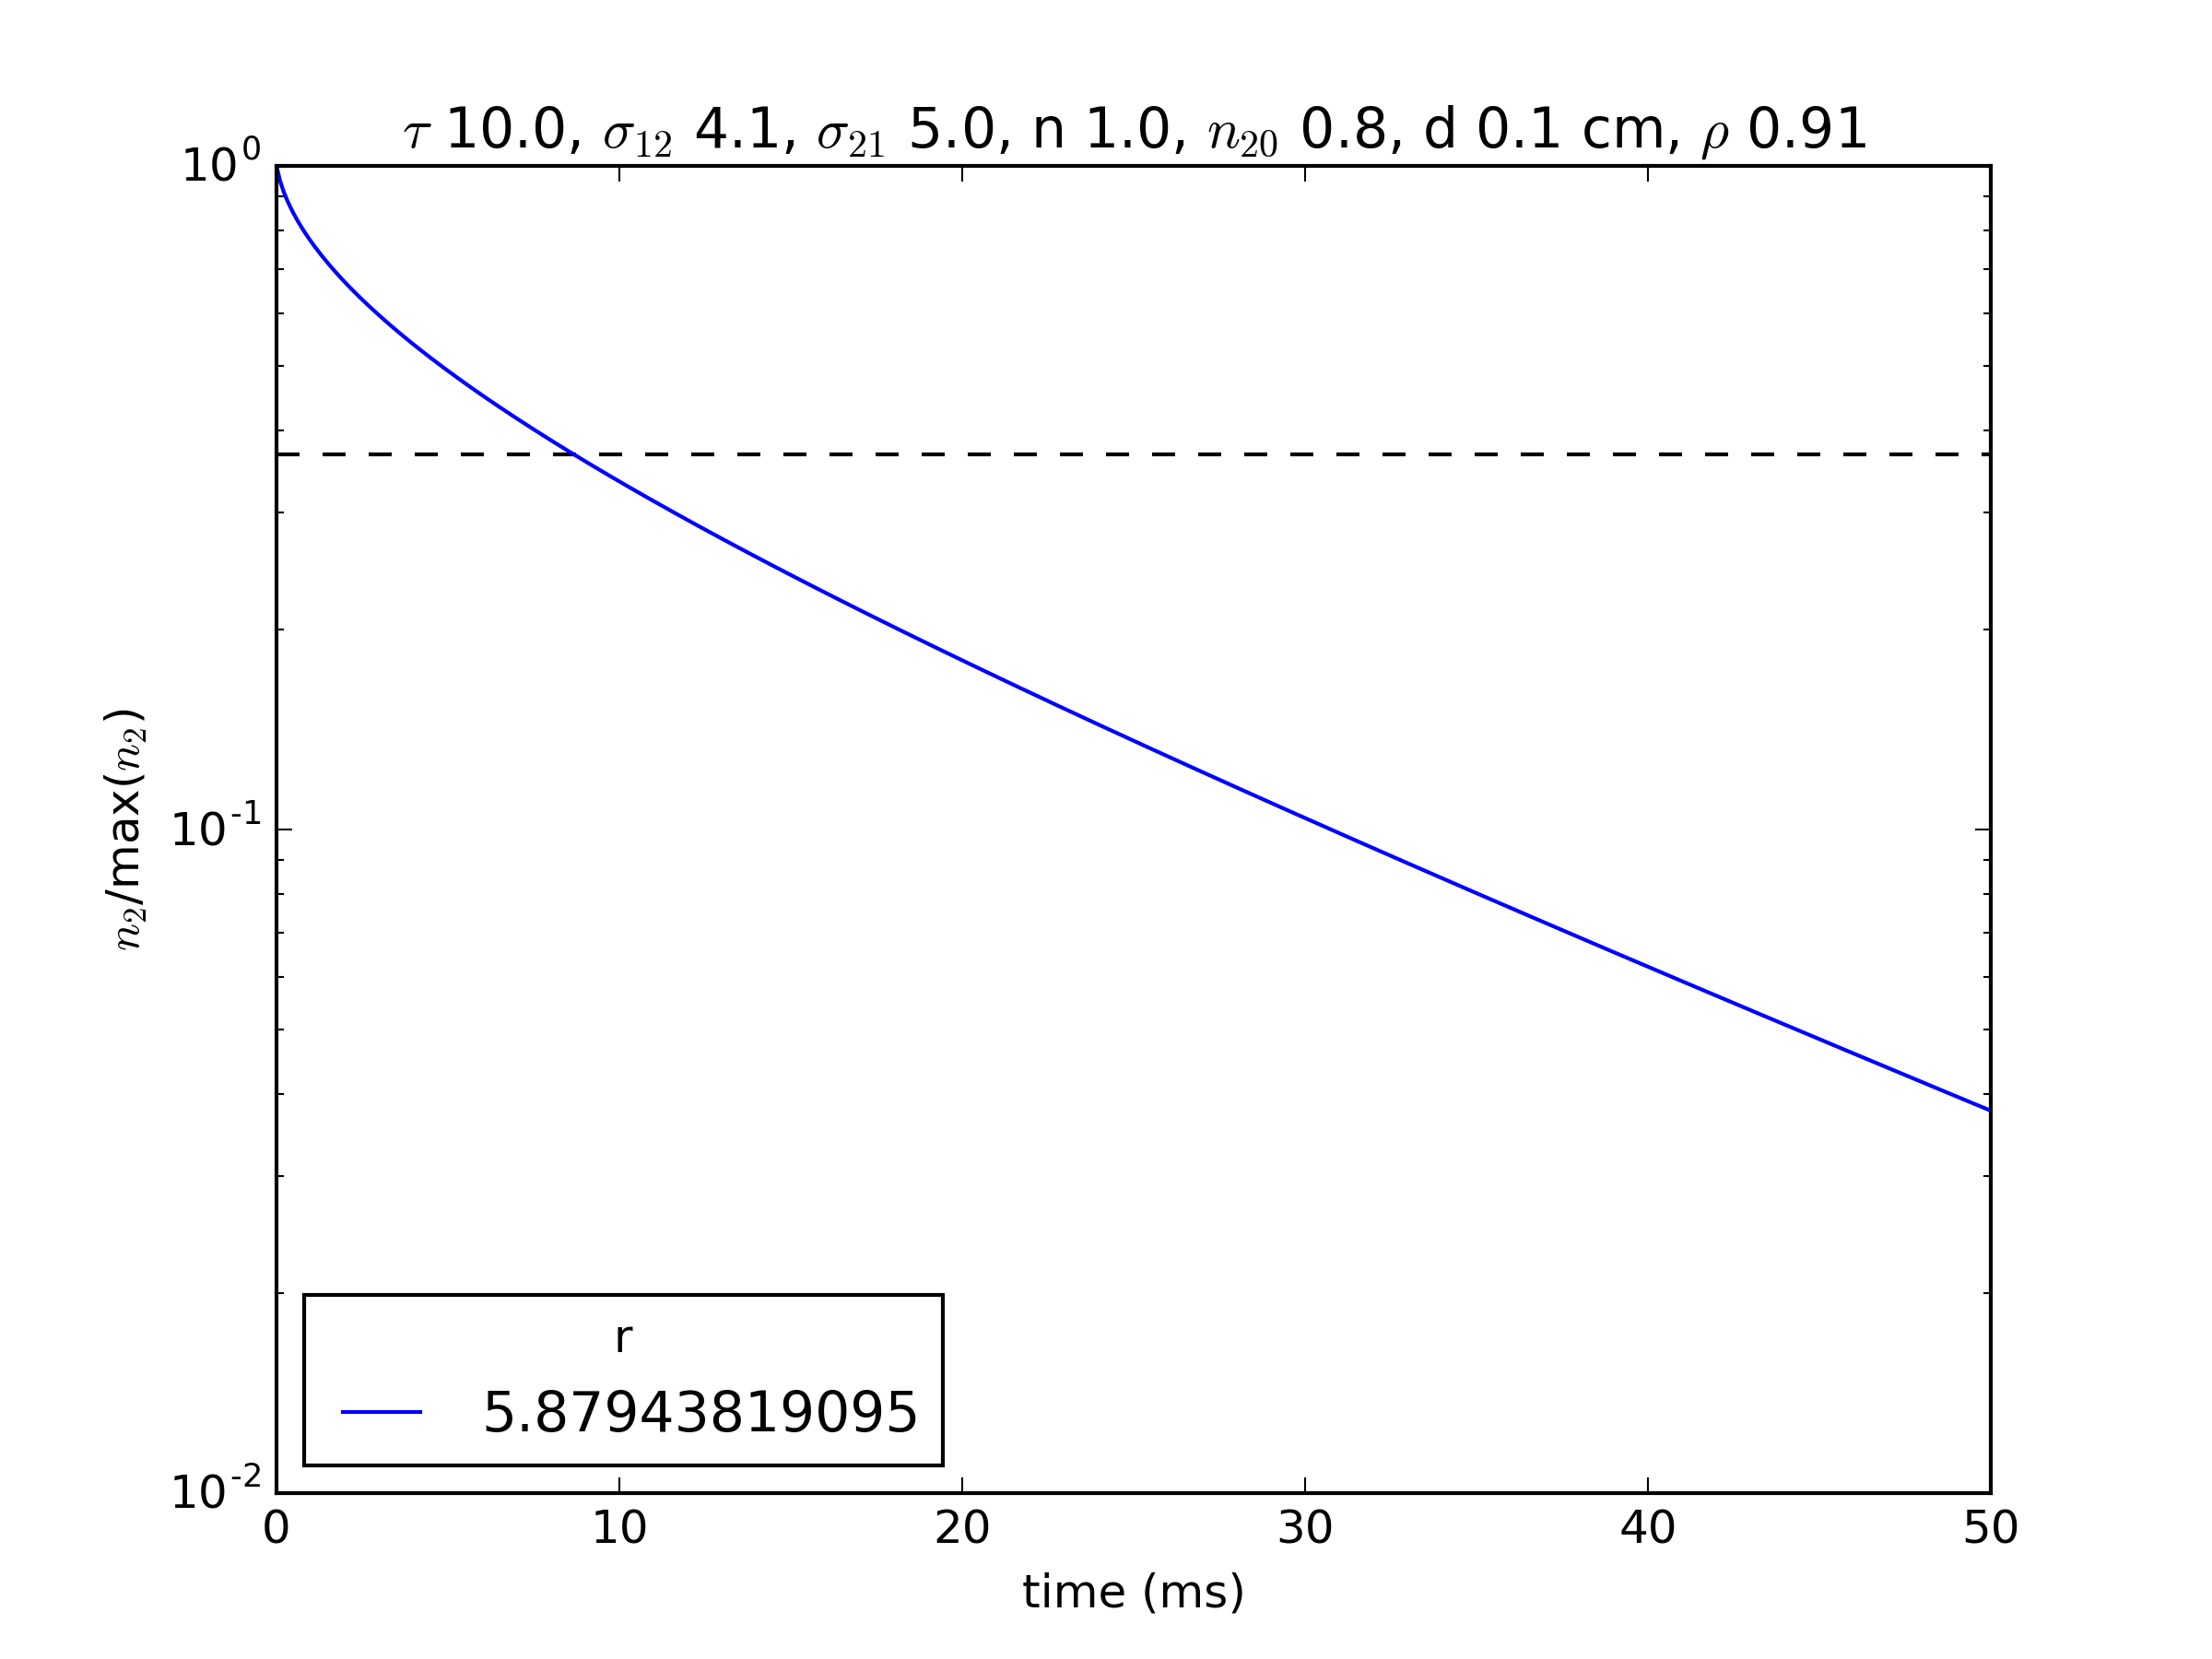 τ 10.0, σ₁₂ 4.1, σ₂₁ 5.0, n 1.0, n₂₀ 0.8, d 0.1 cm, ρ 0.91
10⁰
10⁻¹
10⁻²
n₂/max(n₂)
r
5.87943819095
0 10 20 30 40 50
time (ms)